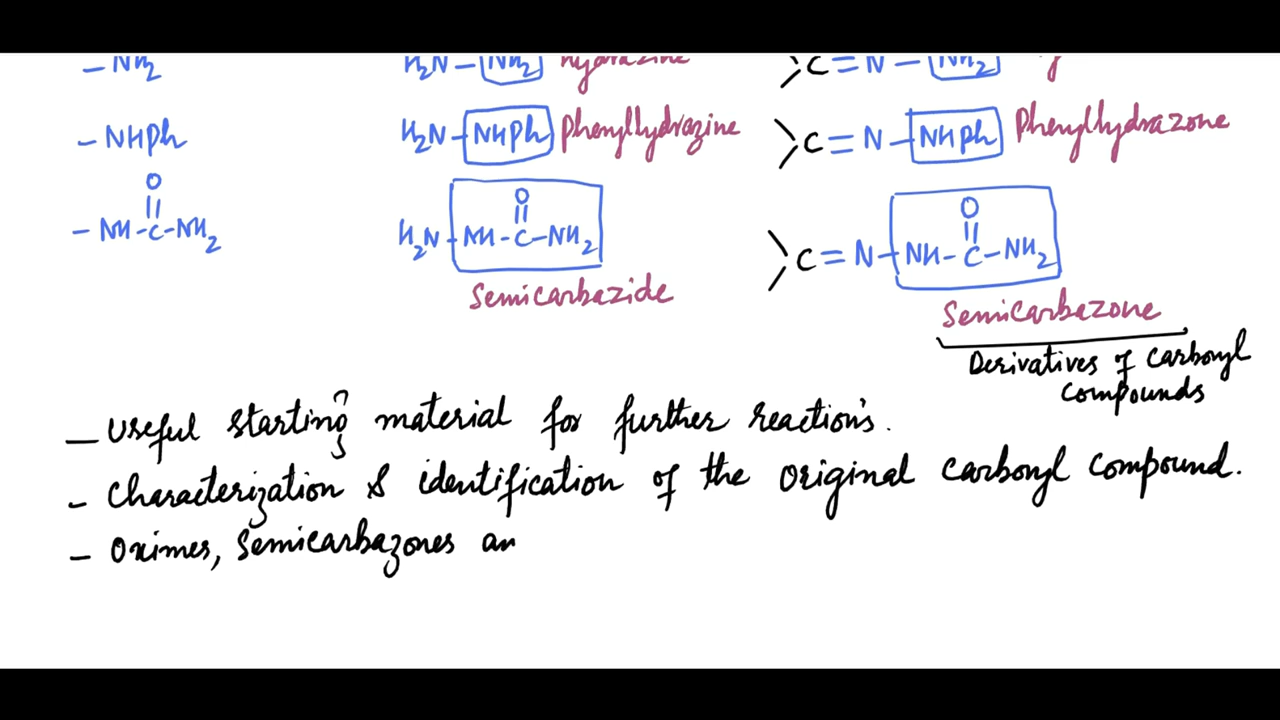 - NH2 H2N - NH2 hydrazine C = N - NH2
- NHPh H2N - NHPh Phenylhydrazine C = N - NHPh Phenylhydrazone
O O O
|| || ||
- NH - C - NH2 H2N - NH - C - NH2 C = N - NH - C - NH2
Semicarbazide Semicarbazone
Derivatives of carbonyl
compounds
- Useful starting material for further reactions.
- Characterization & identification of the original carbonyl compound.
- Oximes, Semicarbazones an